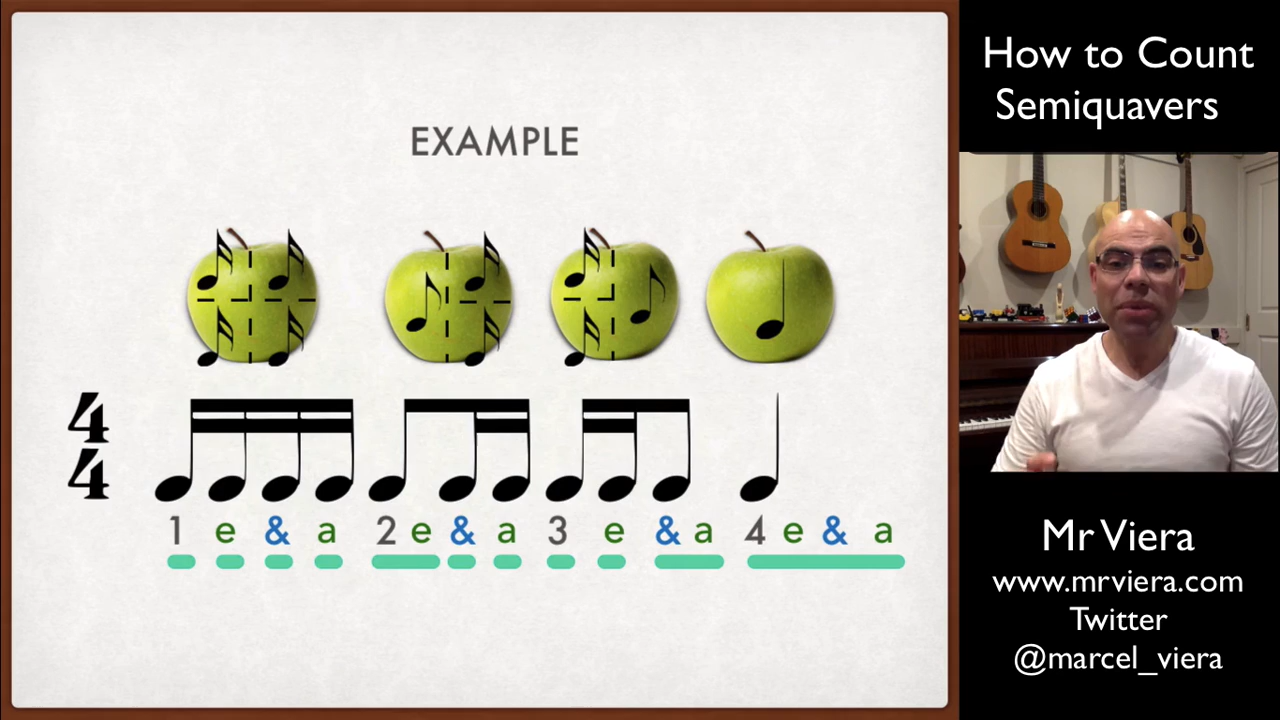 EXAMPLE
4
4
1 e & a 2 e & a 3 e & a 4 e & a
How to Count
Semiquavers
Mr Viera
www.mrviera.com
Twitter
@marcel_viera